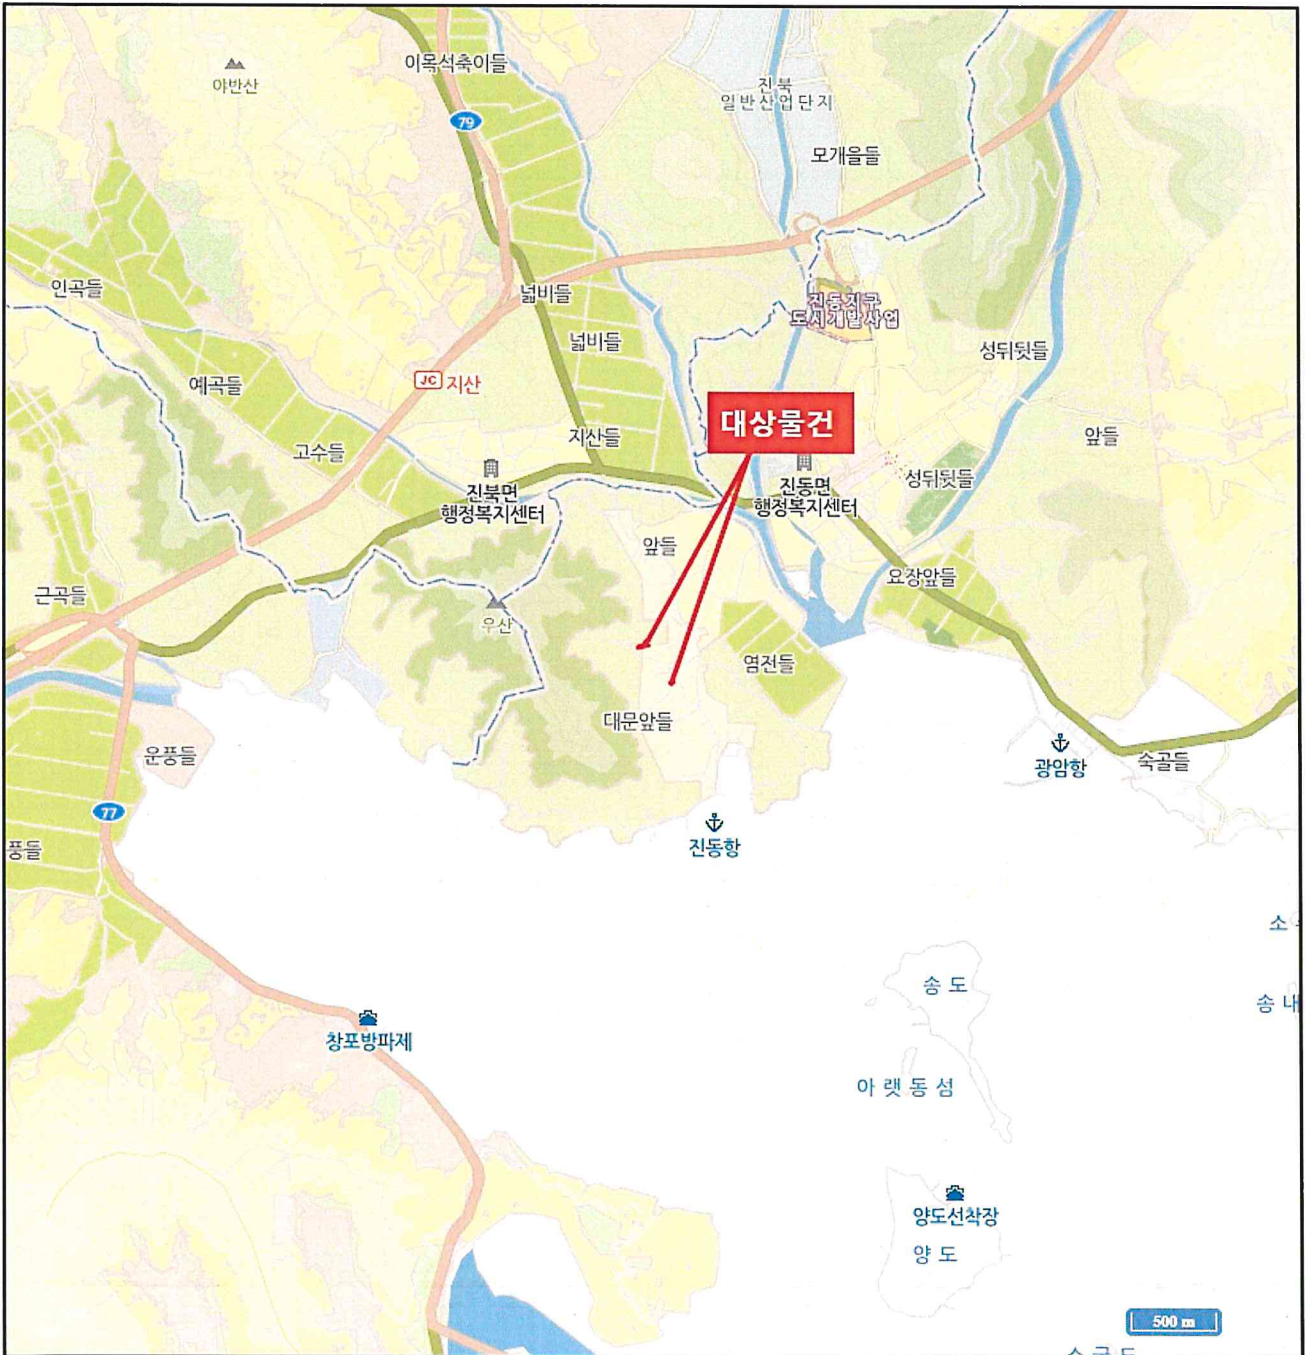 이목석축이들
야반산
진북
일반산업단지
79
모개울들
인곡들
넓비들
진동지구
도시개발사업
넓비들
성뒤뒷들
예곡들
JC 지산
대상물건
지산들
앞들
고수들
성뒤뒷들
진북면
행정복지센터
진동면
행정복지센터
앞들
요장앞들
근곡들
우산
염전들
대문앞들
운풍들
광암항
숙골들
77
진동항
풍들
송도
송내
창포방파제
아랫동섬
양도선착장
양도
500 m